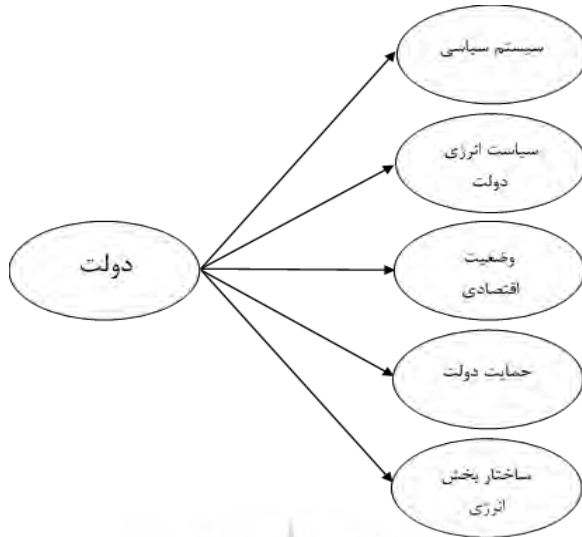 سیستم سیاسی
سیاست انرژی
دولت
وضعیت
اقتصادی
دولت
حمایت دولت
ساختار بخش
انرژی